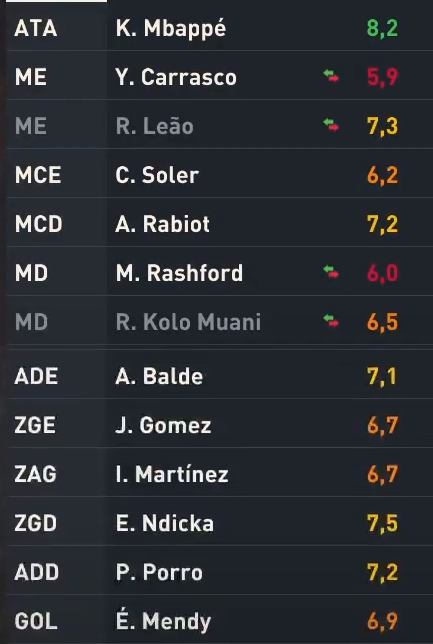 ATA K. Mbappé 8,2
ME Y. Carrasco 5,9
ME R. Leão 7,3
MCE C. Soler 6,2
MCD A. Rabiot 7,2
MD M. Rashford 6,0
MD R. Kolo Muani 6,5
ADE A. Balde 7,1
ZGE J. Gomez 6,7
ZAG I. Martínez 6,7
ZGD E. Ndicka 7,5
ADD P. Porro 7,2
GOL É. Mendy 6,9